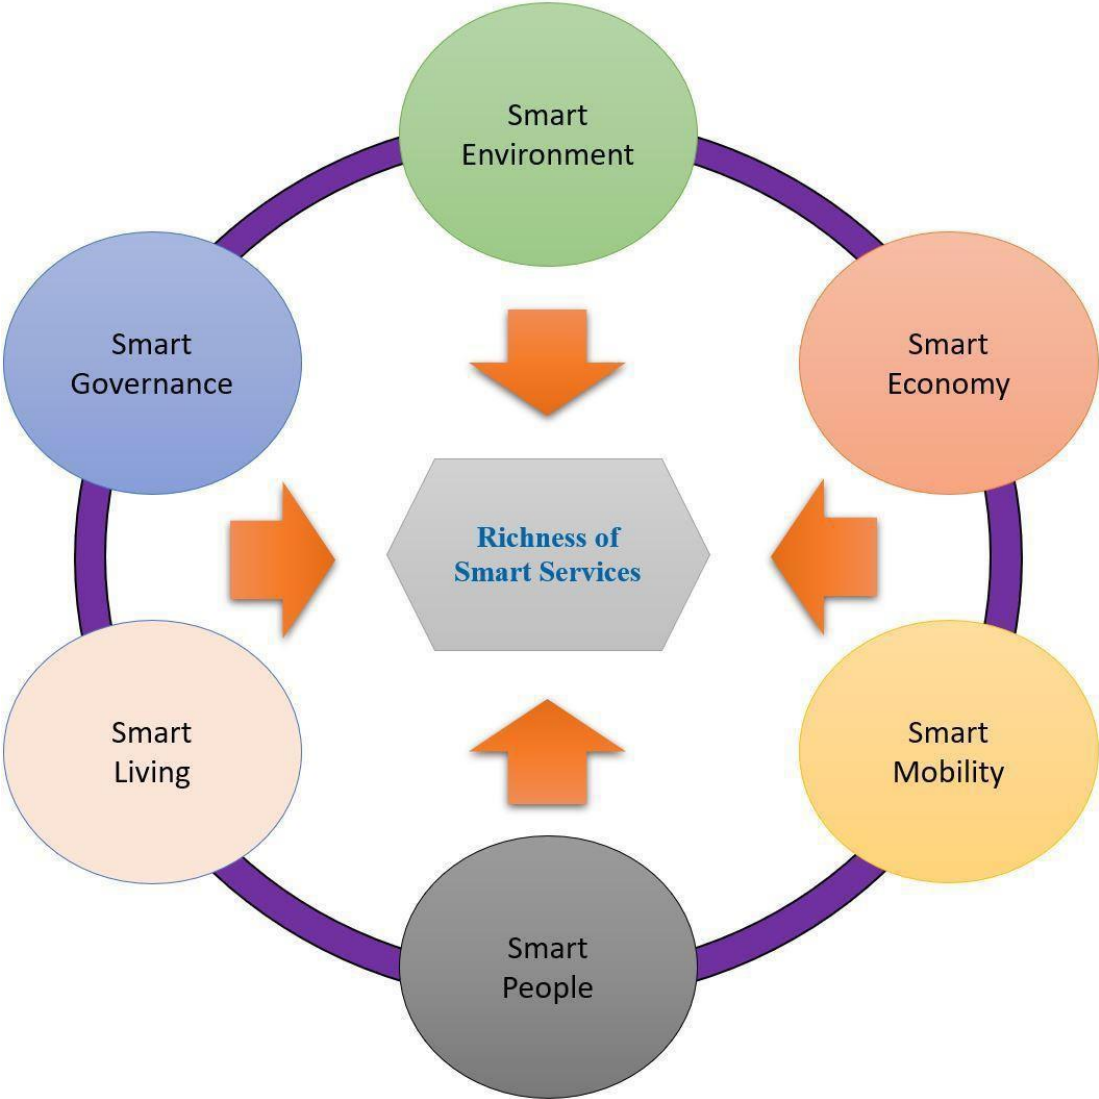 Smart
Environment
Smart
Governance
Smart
Economy
Richness of
Smart Services
Smart
Living
Smart
Mobility
Smart
People